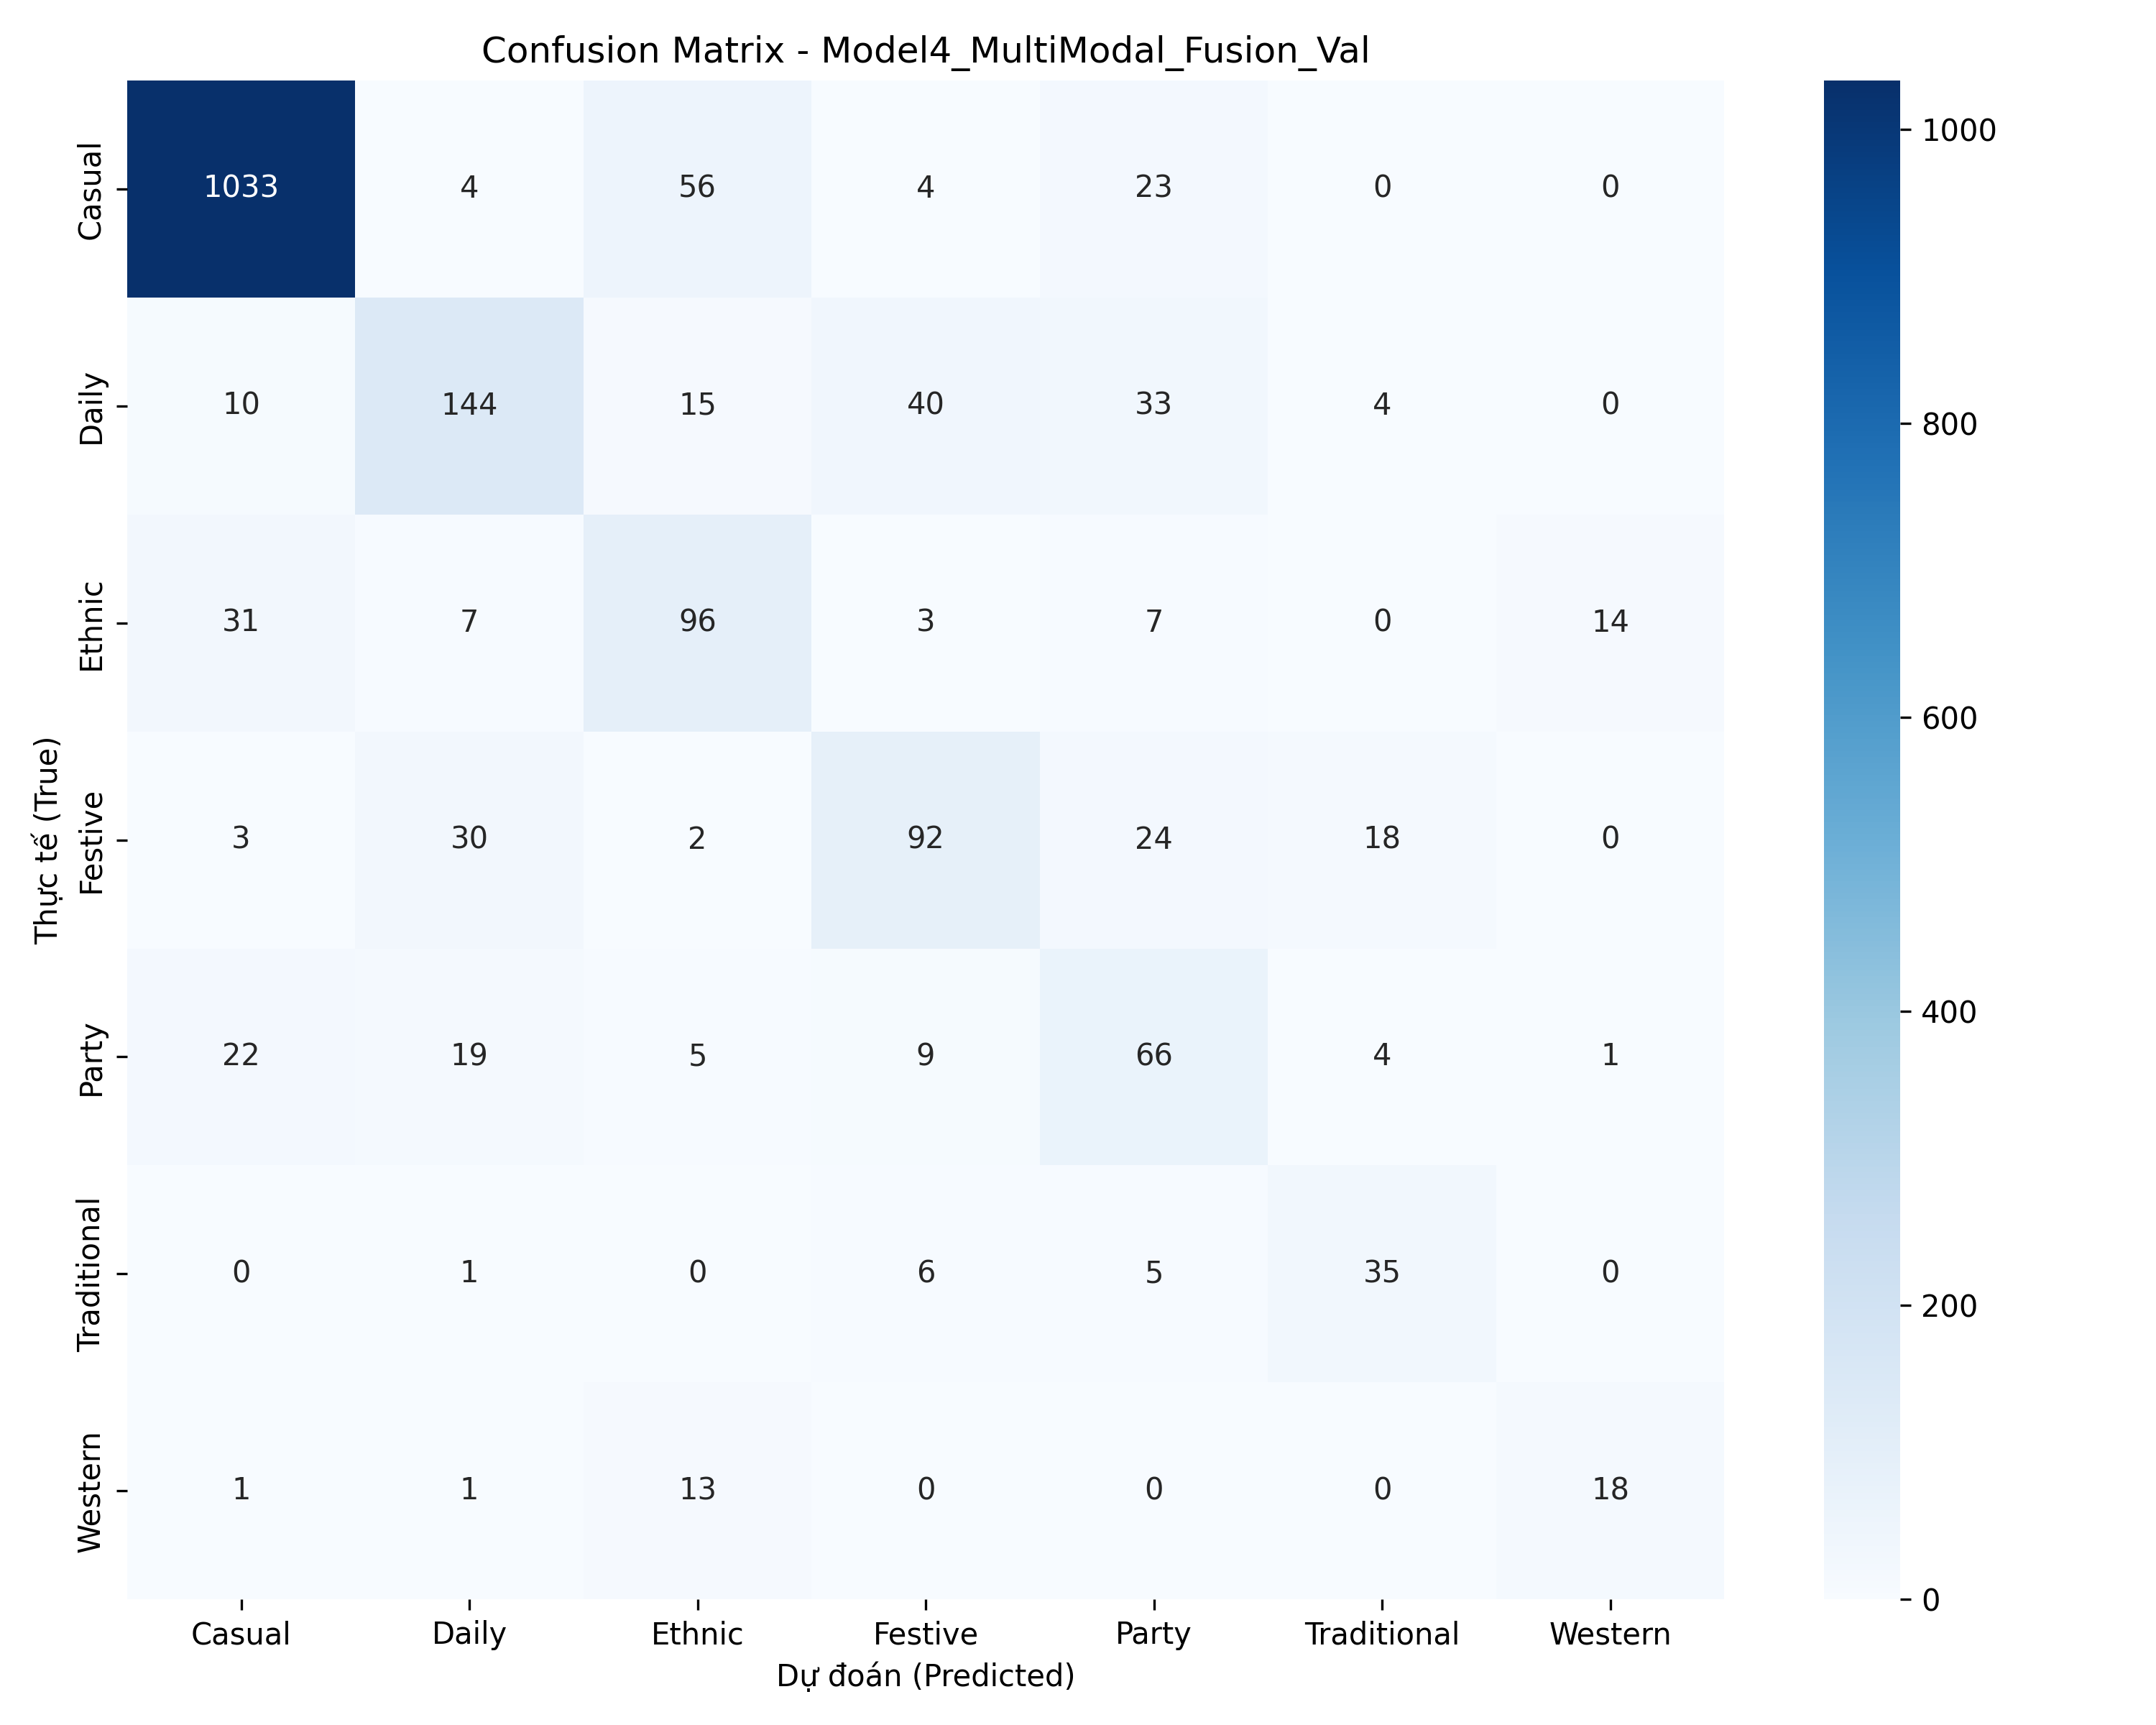 Confusion Matrix - Model4_MultiModal_Fusion_Val
Thực tế (True)
Casual 1033 4 56 4 23 0 0
Daily 10 144 15 40 33 4 0
Ethnic 31 7 96 3 7 0 14
Festive 3 30 2 92 24 18 0
Party 22 19 5 9 66 4 1
Traditional 0 1 0 6 5 35 0
Western 1 1 13 0 0 0 18
Casual Daily Ethnic Festive Party Traditional Western
Dự đoán (Predicted)
1000
800
600
400
200
0